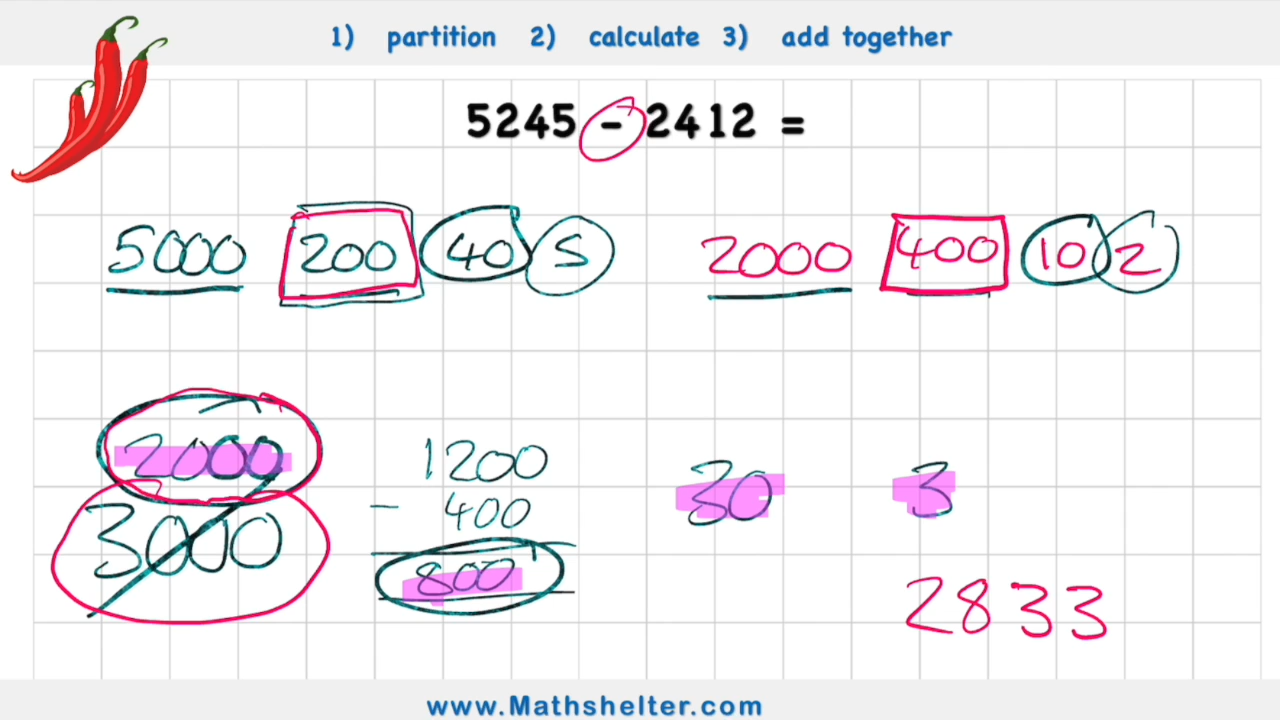 1) partition 2) calculate 3) add together
5245 - 2412 =
5000 200 40 5 2000 400 10 2
2000 1200 30 3
3000 - 400
800
2833
www.Mathshelter.com